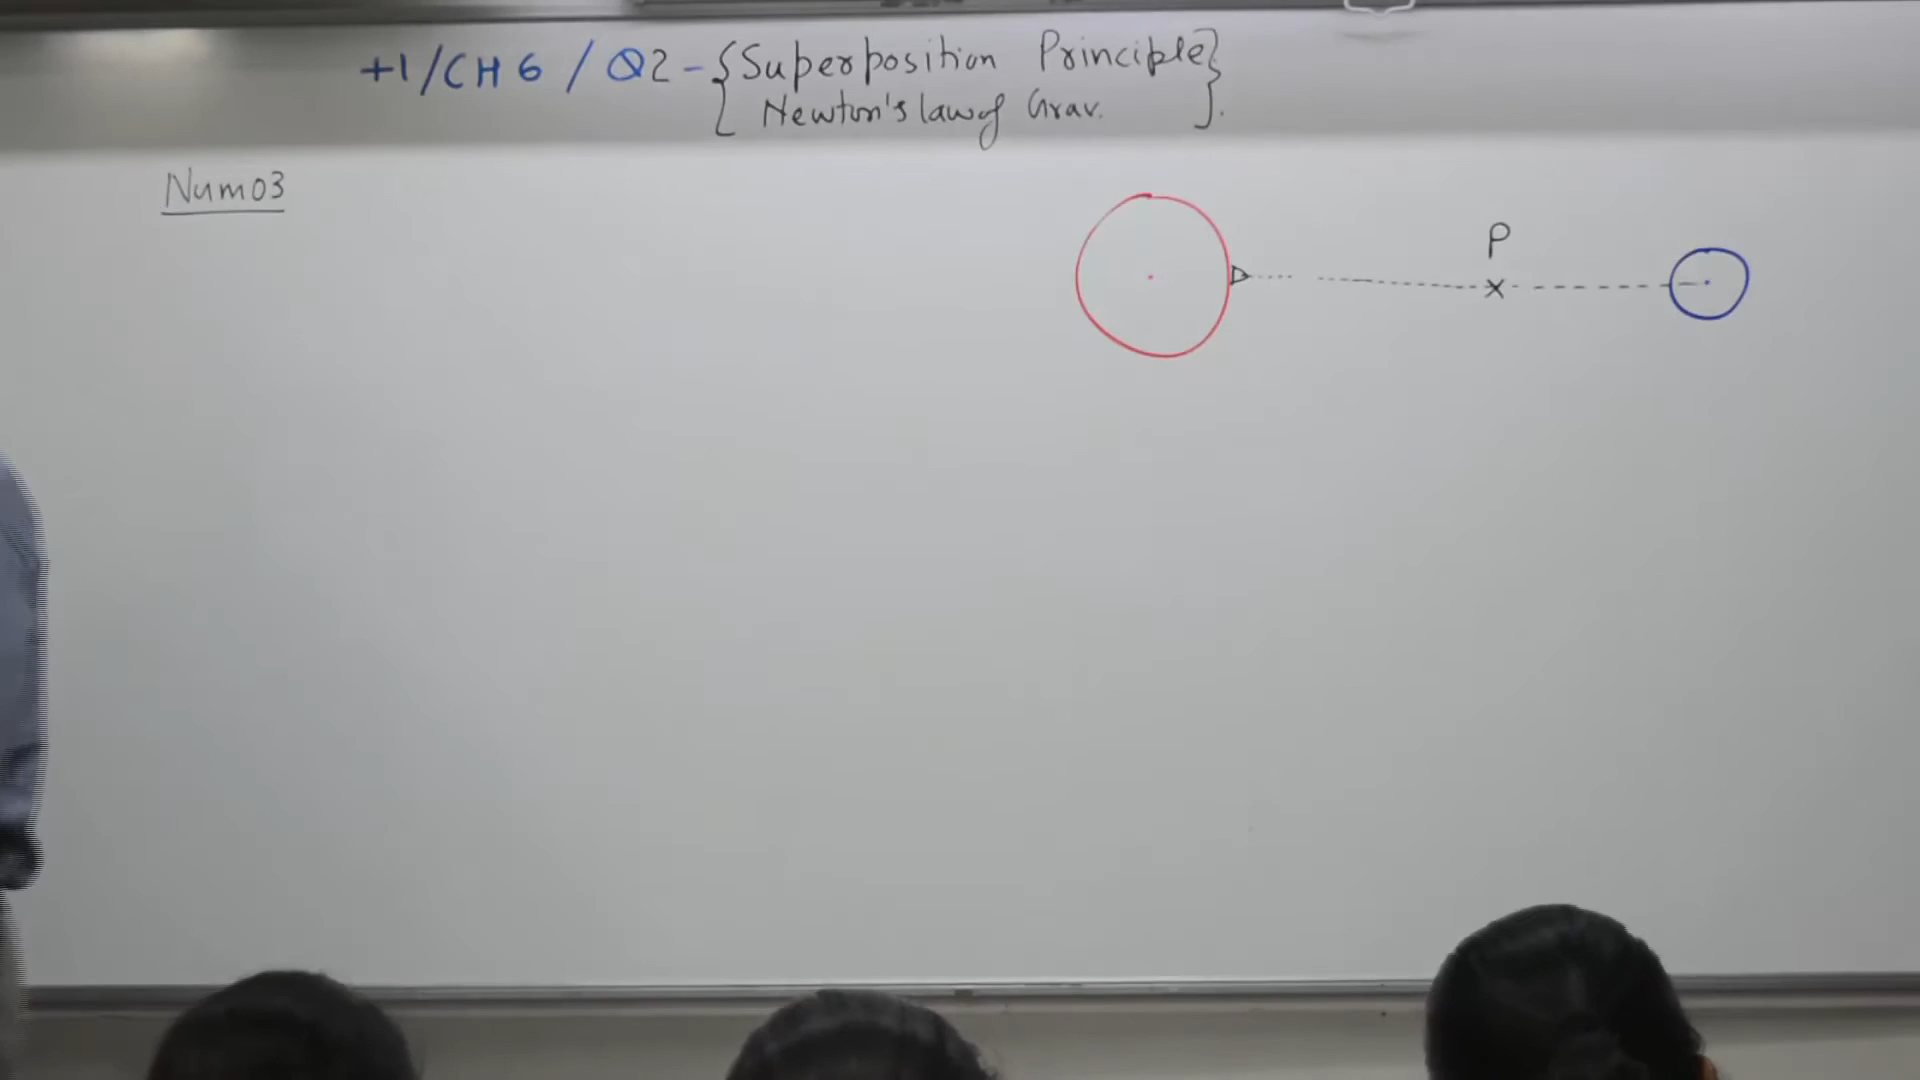 +1/CH 6 / Q2 - {Superposition Principle}
Newton's law of Grav.
Num03
P